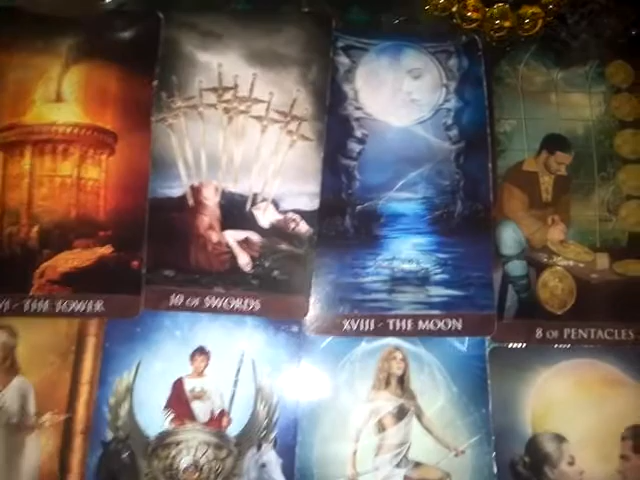 VI · THE TOWER
10 OF SWORDS
XVIII · THE MOON
8 OF PENTACLES